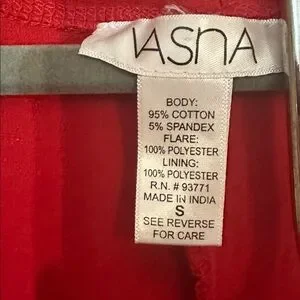 VASNA
BODY:
95% COTTON
5% SPANDEX
FLARE:
100% POLYESTER
LINING:
100% POLYESTER
R.N. # 93771
MADE IN INDIA
S
SEE REVERSE
FOR CARE